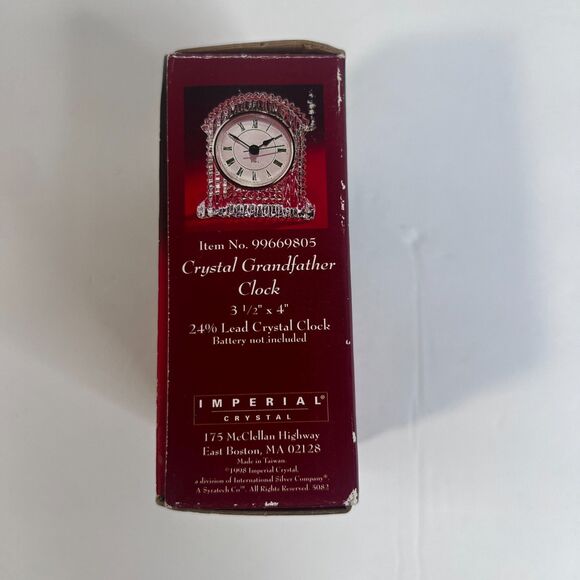 Item No. 99669805
Crystal Grandfather
Clock
3 1/2" x 4"
24% Lead Crystal Clock
Battery not included
IMPERIAL®
CRYSTAL
175 McClellan Highway
East Boston, MA 02128
Made in Taiwan
©1998 Imperial Crystal,
a division of International Silver Company®,
A Syratech Co™. All Rights Reserved. 5082